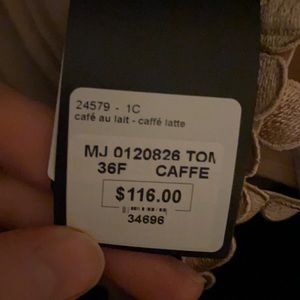 24579 - 1C
café au lait - caffé latte
MJ 0120826 TOM
36F CAFFE
$116.00
34696